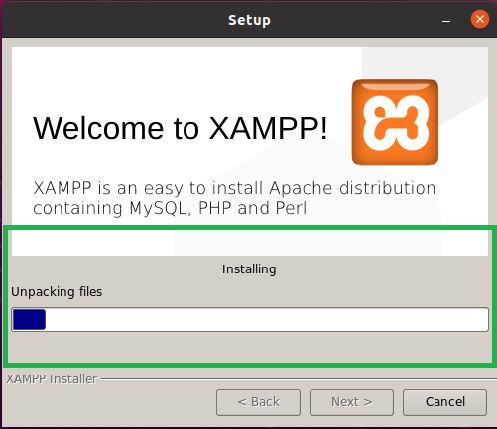 Setup
Welcome to XAMPP!
XAMPP is an easy to install Apache distribution
containing MySQL, PHP and Perl
Installing
Unpacking files
XAMPP Installer
< Back
Next >
Cancel